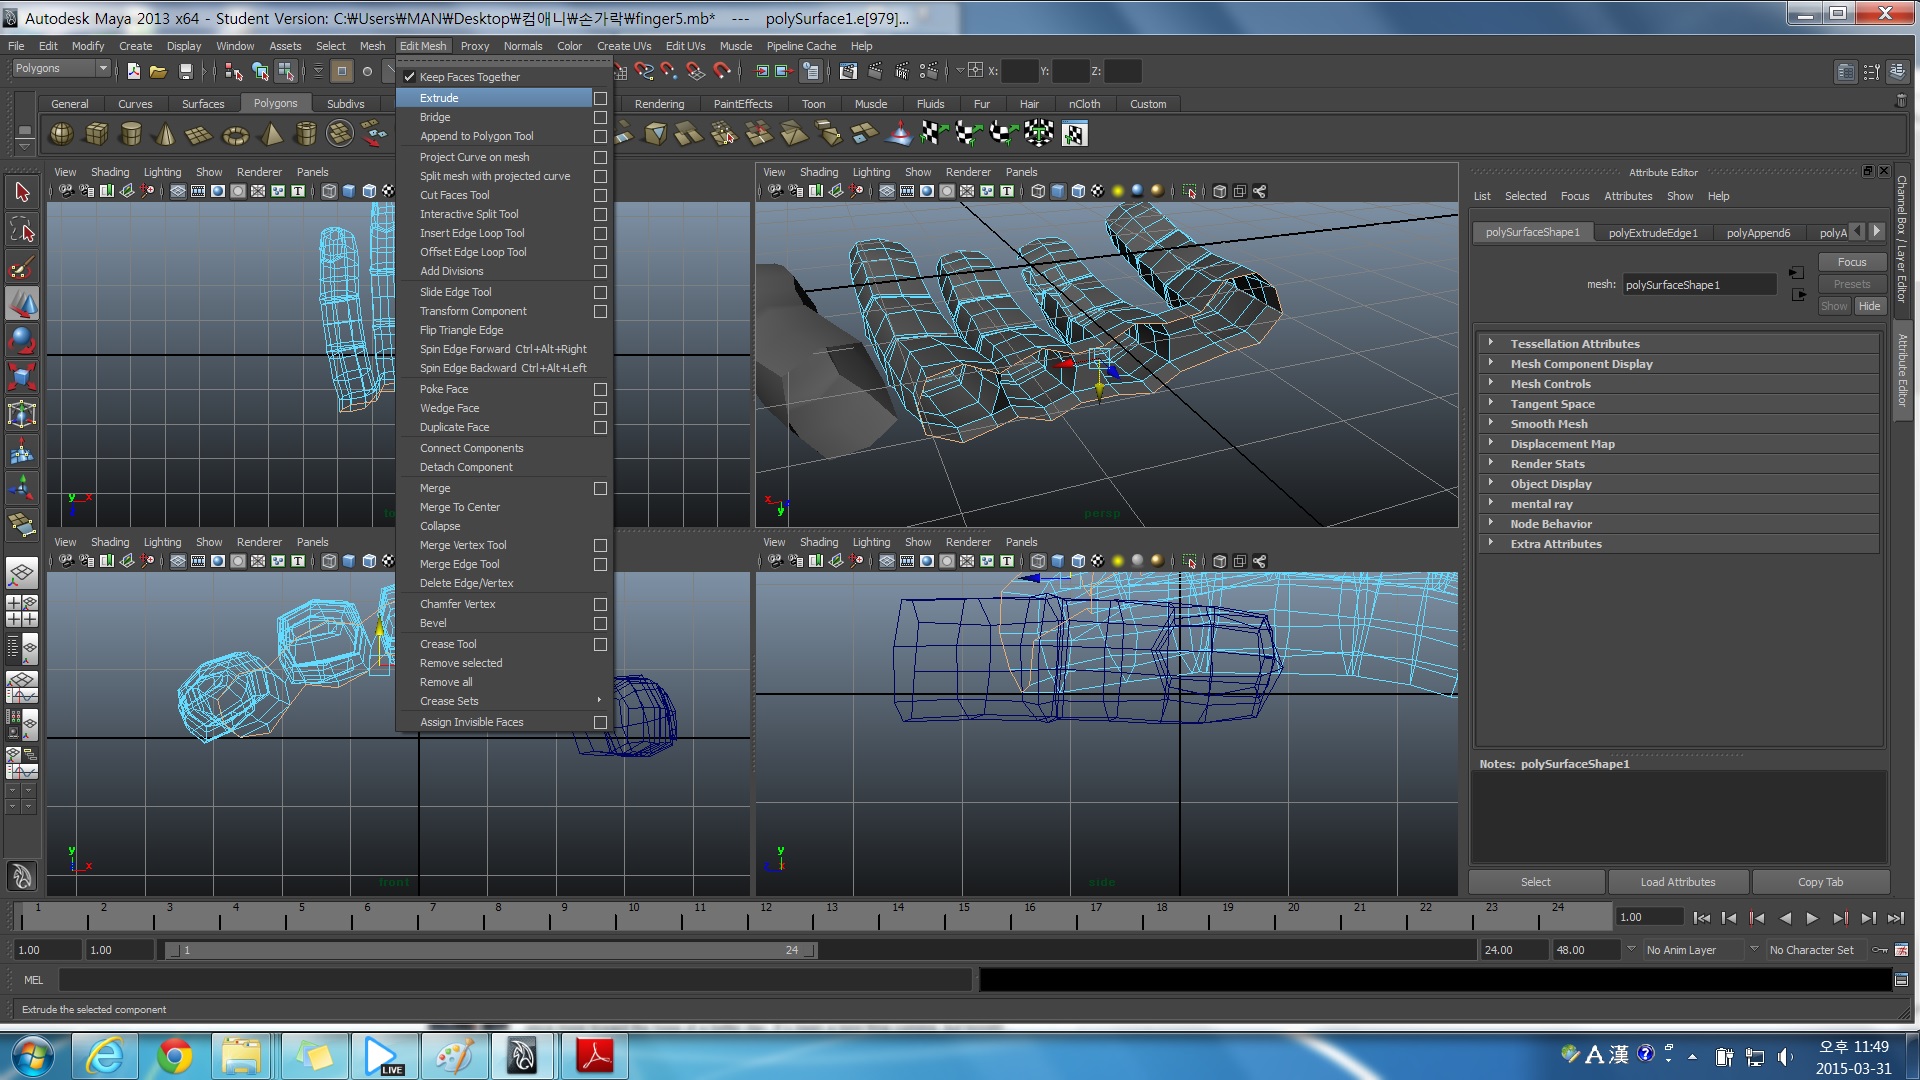 Autodesk Maya 2013 x64 - Student Version: C:￦Users￦MAN￦Desktop￦컴애니￦손가락￦finger5.mb* --- polySurface1.e[979]...
File Edit Modify Create Display Window Assets Select Mesh Edit Mesh Proxy Normals Color Create UVs Edit UVs Muscle Pipeline Cache Help
Polygons
X: Y: Z:
General Curves Surfaces Polygons Subdivs Rendering PaintEffects Toon Muscle Fluids Fur Hair nCloth Custom
Keep Faces Together
Extrude
Bridge
Append to Polygon Tool
Project Curve on mesh
Split mesh with projected curve
Cut Faces Tool
Interactive Split Tool
Insert Edge Loop Tool
Offset Edge Loop Tool
Add Divisions
Slide Edge Tool
Transform Component
Flip Triangle Edge
Spin Edge Forward Ctrl+Alt+Right
Spin Edge Backward Ctrl+Alt+Left
Poke Face
Wedge Face
Duplicate Face
Connect Components
Detach Component
Merge
Merge To Center
Collapse
Merge Vertex Tool
Merge Edge Tool
Delete Edge/Vertex
Chamfer Vertex
Bevel
Crease Tool
Remove selected
Remove all
Crease Sets
Assign Invisible Faces
View Shading Lighting Show Renderer Panels
y x
View Shading Lighting Show Renderer Panels
x y
persp
View Shading Lighting Show Renderer Panels
y x
front
View Shading Lighting Show Renderer Panels
y
side
Attribute Editor
List Selected Focus Attributes Show Help
polySurfaceShape1 polyExtrudeEdge1 polyAppend6 polyA
mesh: polySurfaceShape1
Focus
Presets
Show Hide
Tessellation Attributes
Mesh Component Display
Mesh Controls
Tangent Space
Smooth Mesh
Displacement Map
Render Stats
Object Display
mental ray
Node Behavior
Extra Attributes
Notes: polySurfaceShape1
Select Load Attributes Copy Tab
Channel Box / Layer Editor
Attribute Editor
1 2 3 4 5 6 7 8 9 10 11 12 13 14 15 16 17 18 19 20 21 22 23 24 1.00
1.00 1.00 1 24 24.00 48.00 No Anim Layer No Character Set
MEL
Extrude the selected component
LIVE
A 漢
오후 11:49
2015-03-31